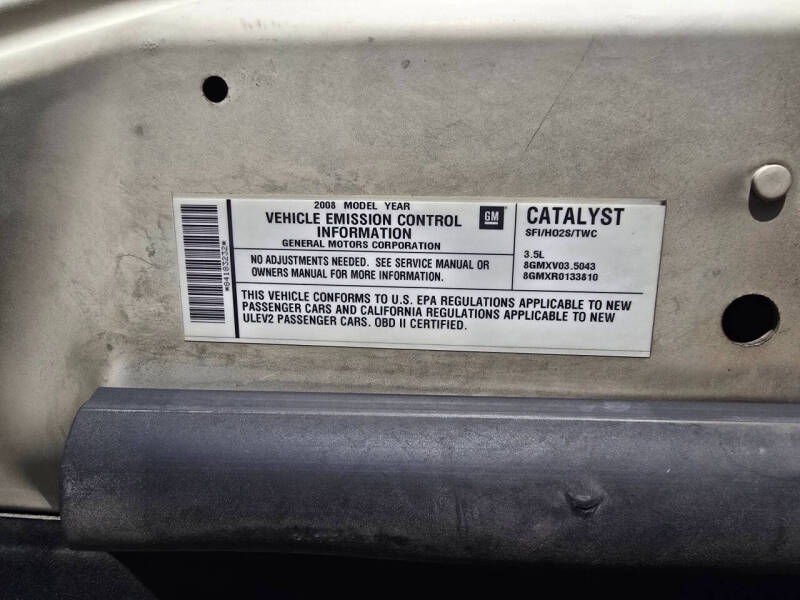 *84183232*
2008 MODEL YEAR
VEHICLE EMISSION CONTROL
INFORMATION
GENERAL MOTORS CORPORATION
GM
NO ADJUSTMENTS NEEDED. SEE SERVICE MANUAL OR
OWNERS MANUAL FOR MORE INFORMATION.
CATALYST
SFI/HO2S/TWC
3.5L
8GMXV03.5043
8GMXR0133810
THIS VEHICLE CONFORMS TO U.S. EPA REGULATIONS APPLICABLE TO NEW
PASSENGER CARS AND CALIFORNIA REGULATIONS APPLICABLE TO NEW
ULEV2 PASSENGER CARS. OBD II CERTIFIED.